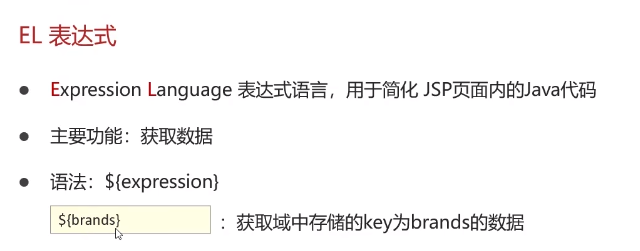 EL 表达式
● Expression Language 表达式语言，用于简化 JSP页面内的Java代码
● 主要功能：获取数据
● 语法：${expression}
${brands} ：获取域中存储的key为brands的数据